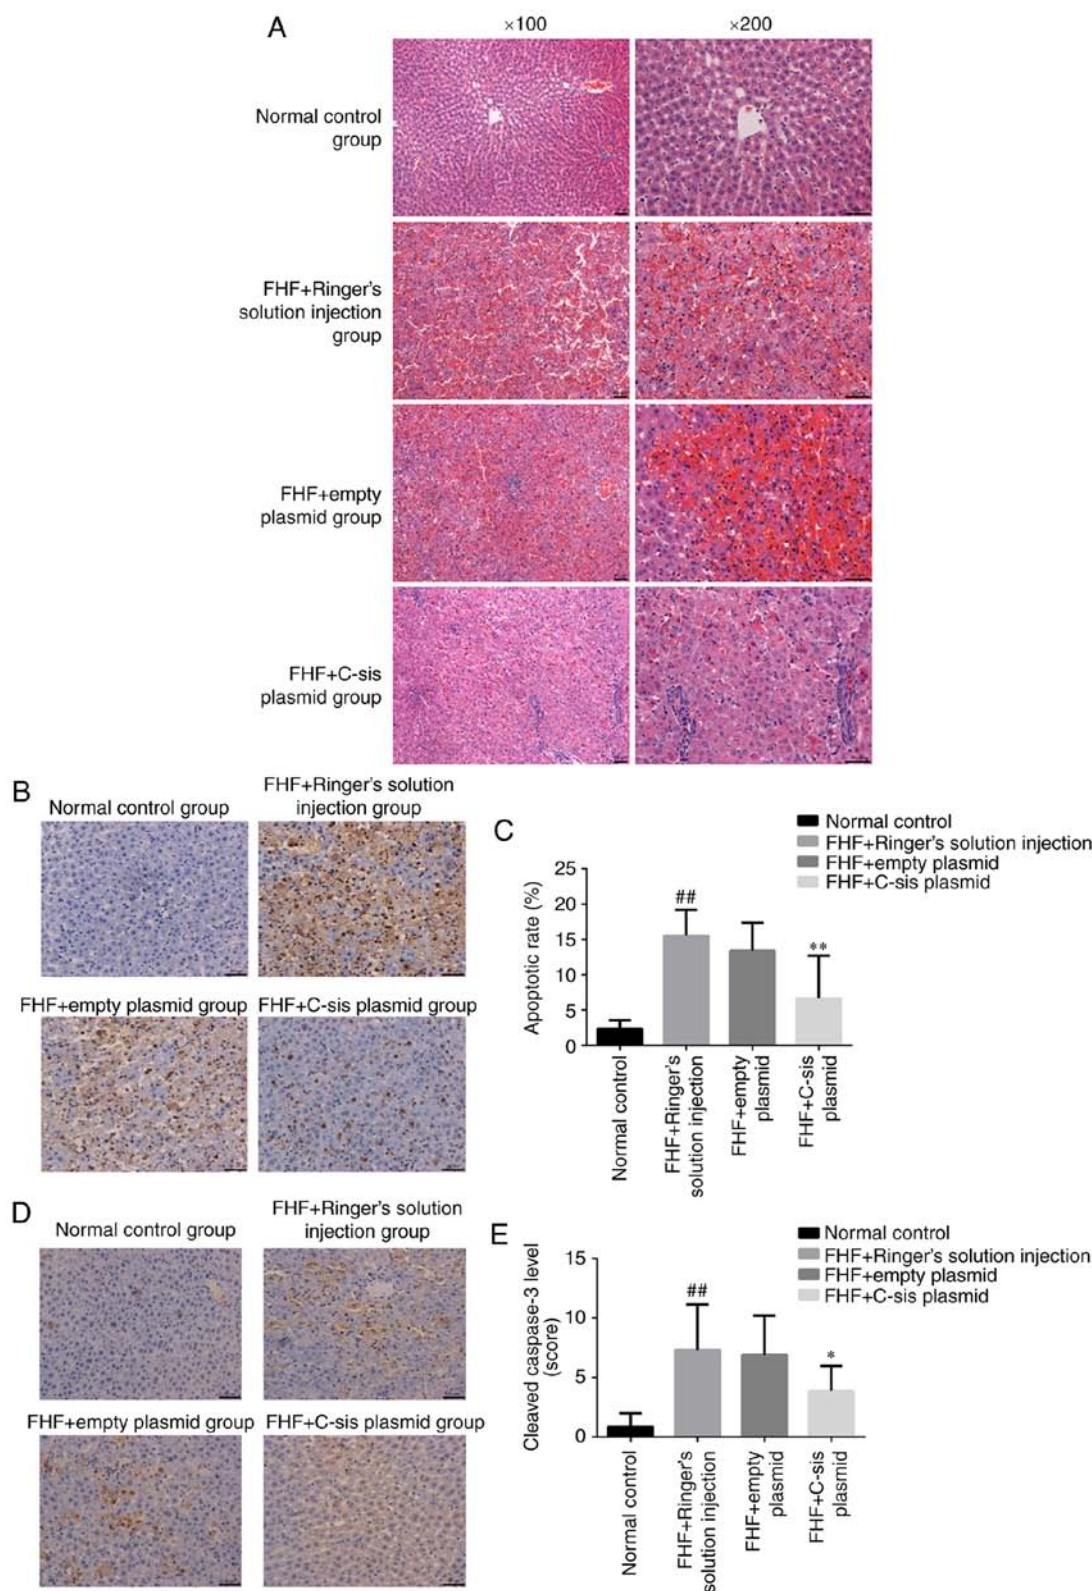 A
×100
×200
Normal control
group
FHF+Ringer's
solution injection
group
FHF+empty
plasmid group
FHF+C-sis
plasmid group
B
Normal control group
FHF+Ringer's solution
injection group
FHF+empty plasmid group
FHF+C-sis plasmid group
C
Normal control
FHF+Ringer's solution injection
FHF+empty plasmid
FHF+C-sis plasmid
Apoptotic rate (%)
25
20
15
10
5
0
##
**
Normal control
FHF+Ringer's
solution injection
FHF+empty
plasmid
FHF+C-sis
plasmid
D
Normal control group
FHF+Ringer's solution
injection group
FHF+empty plasmid group
FHF+C-sis plasmid group
E
Normal control
FHF+Ringer's solution injection
FHF+empty plasmid
FHF+C-sis plasmid
Cleaved caspase-3 level
(score)
15
10
5
0
##
*
Normal control
FHF+Ringer's
solution injection
FHF+empty
plasmid
FHF+C-sis
plasmid